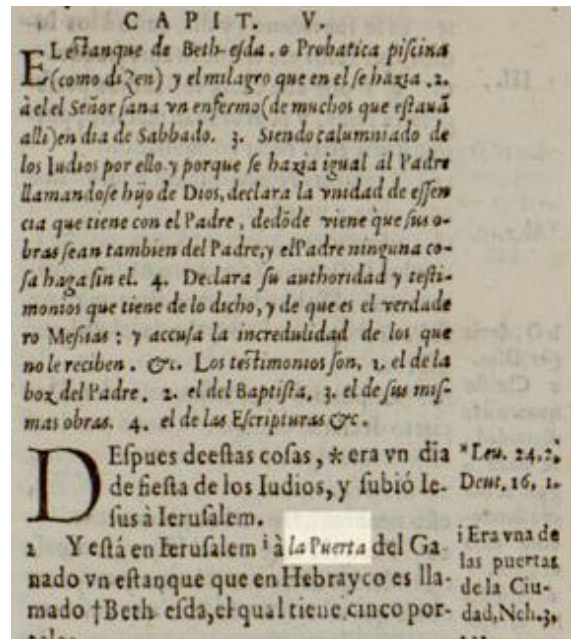 CAPIT. V.
ELestanque de Beth-esda. o Probatica piscina
(como dizen) y el milagro que en el se hazia. 2.
à el el Señor sana vn enfermo (de muchos que estauã
alli) en dia de Sabbado. 3. Siendo calumniado de
los Iudios por ello y porque se hazia igual al Padre
llamandose hijo de Dios, declara la vnidad de essen
cia que tiene con el Padre, dedõde viene que sus o-
bras sean tambien del Padre, y el Padre ninguna co-
sa haga sin el. 4. Declara su authoridad y testi-
monios que tiene de lo dicho, y de que es el verdade
ro Messias: y accusa la incredulidad de los que
no le reciben. &c. Los testimonios son, 1. el de la
boz del Padre. 2. el del Baptista, 3. el de sus mis-
mas obras. 4. el de las Escripturas &c.
DEspues deestas cosas, * era vn dia
de fiesta de los Iudios, y subió Ie-
sus à Ierusalem.
2 Y está en Ierusalem i à la Puerta del Ga-
nado vn estanque que en Hebrayco es lla-
mado †Beth-esda, el qual tiene cinco por-
*Leu. 24, 2.
Deut, 16, 1.
i Era vna de
las puertas
de la Ciu-
dad, Neh. 3,